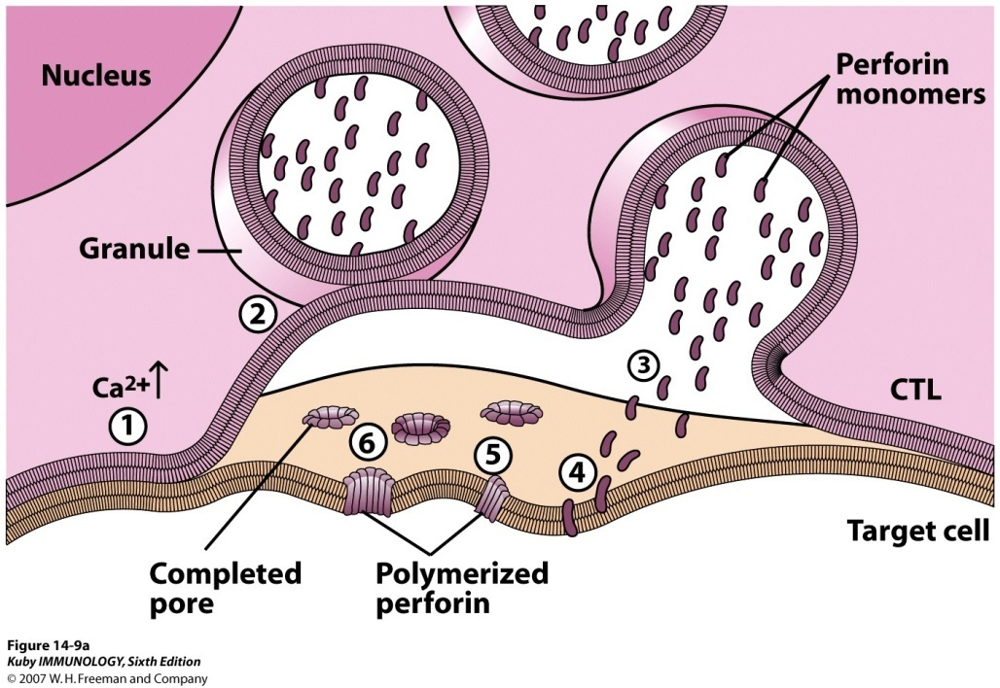 Nucleus
Perforin
monomers
Granule
2
3
Ca2+↑
1
CTL
6
5
4
Target cell
Completed
pore
Polymerized
perforin
Figure 14-9a
Kuby IMMUNOLOGY, Sixth Edition
© 2007 W. H. Freeman and Company